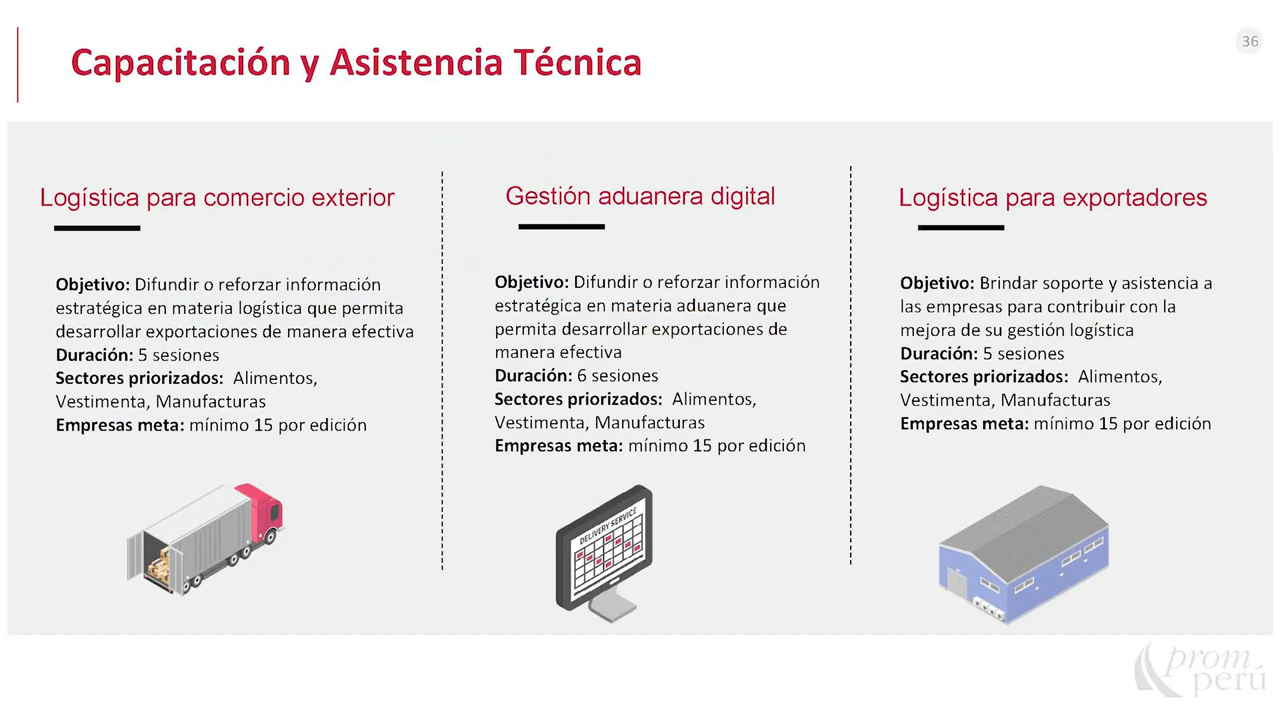 36
Capacitación y Asistencia Técnica
Logística para comercio exterior
Objetivo: Difundir o reforzar información
estratégica en materia logística que permita
desarrollar exportaciones de manera efectiva
Duración: 5 sesiones
Sectores priorizados: Alimentos,
Vestimenta, Manufacturas
Empresas meta: mínimo 15 por edición
Gestión aduanera digital
Objetivo: Difundir o reforzar información
estratégica en materia aduanera que
permita desarrollar exportaciones de
manera efectiva
Duración: 6 sesiones
Sectores priorizados: Alimentos,
Vestimenta, Manufacturas
Empresas meta: mínimo 15 por edición
DELIVERY SERVICE
Logística para exportadores
Objetivo: Brindar soporte y asistencia a
las empresas para contribuir con la
mejora de su gestión logística
Duración: 5 sesiones
Sectores priorizados: Alimentos,
Vestimenta, Manufacturas
Empresas meta: mínimo 15 por edición
prom
perú